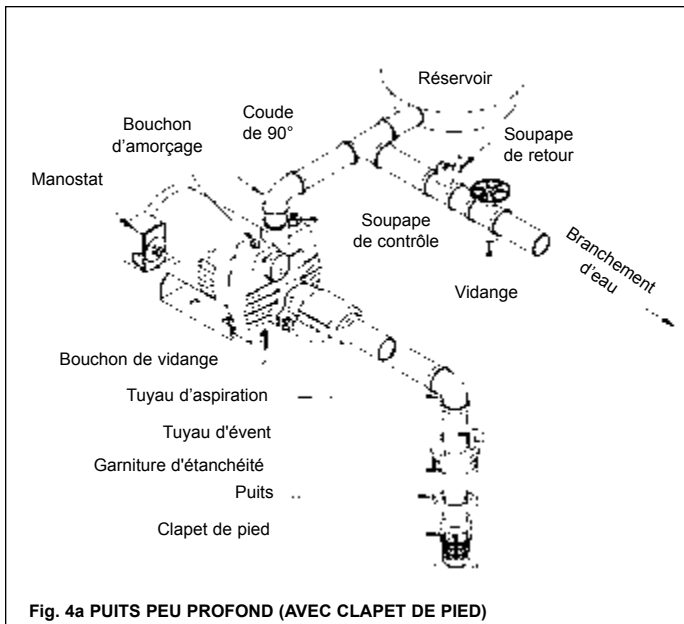 Réservoir
Coude
de 90°
Bouchon
d'amorçage
Soupape
de retour
Manostat
Soupape
de contrôle
Branchement
d'eau
Vidange
Bouchon de vidange
Tuyau d'aspiration
Tuyau d'évent
Garniture d'étanchéité
Puits
Clapet de pied
Fig. 4a PUITS PEU PROFOND (AVEC CLAPET DE PIED)